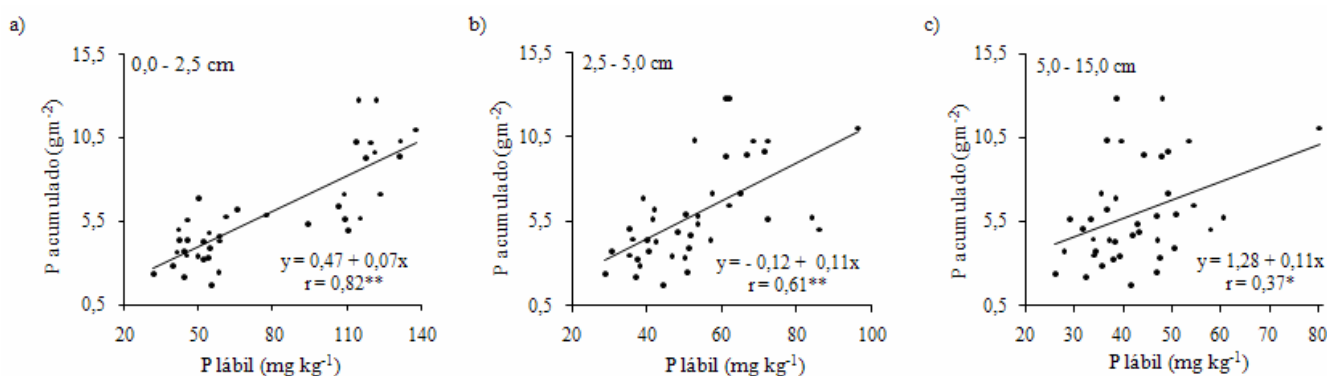 a)
P acumulado (gm⁻²)
15,5
10,5
5,5
0,5
0,0 - 2,5 cm
y = 0,47 + 0,07x
r = 0,82**
20 50 80 110 140
P lábil (mg kg⁻¹)
b)
P acumulado (gm⁻²)
15,5
10,5
5,5
0,5
2,5 - 5,0 cm
y = - 0,12 + 0,11x
r = 0,61**
20 40 60 80 100
P lábil (mg kg⁻¹)
c)
P acumulado (gm⁻²)
15,5
10,5
5,5
0,5
5,0 - 15,0 cm
y = 1,28 + 0,11x
r = 0,37*
20 30 40 50 60 70 80
P lábil (mg kg⁻¹)